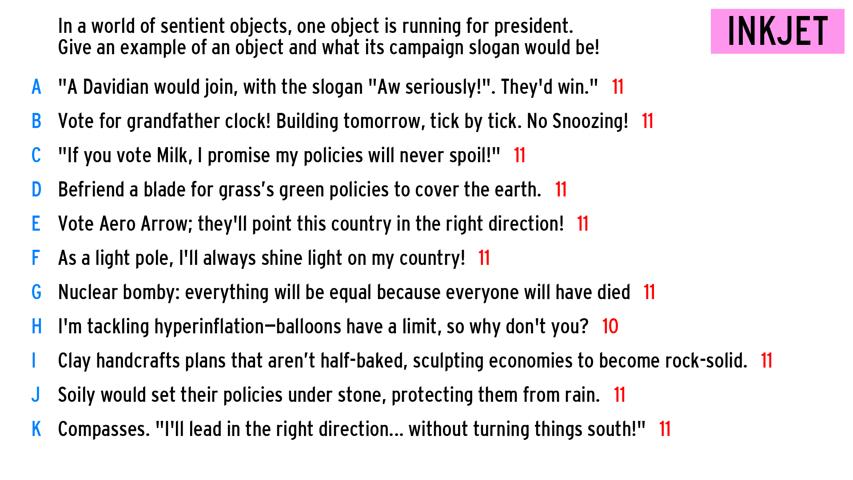 In a world of sentient objects, one object is running for president.
Give an example of an object and what its campaign slogan would be!
INKJET
A "A Davidian would join, with the slogan "Aw seriously!". They'd win." 11
B Vote for grandfather clock! Building tomorrow, tick by tick. No Snoozing! 11
C "If you vote Milk, I promise my policies will never spoil!" 11
D Befriend a blade for grass’s green policies to cover the earth. 11
E Vote Aero Arrow; they'll point this country in the right direction! 11
F As a light pole, I'll always shine light on my country! 11
G Nuclear bomby: everything will be equal because everyone will have died 11
H I'm tackling hyperinflation—balloons have a limit, so why don't you? 10
I Clay handcrafts plans that aren’t half-baked, sculpting economies to become rock-solid. 11
J Soily would set their policies under stone, protecting them from rain. 11
K Compasses. "I'll lead in the right direction... without turning things south!" 11